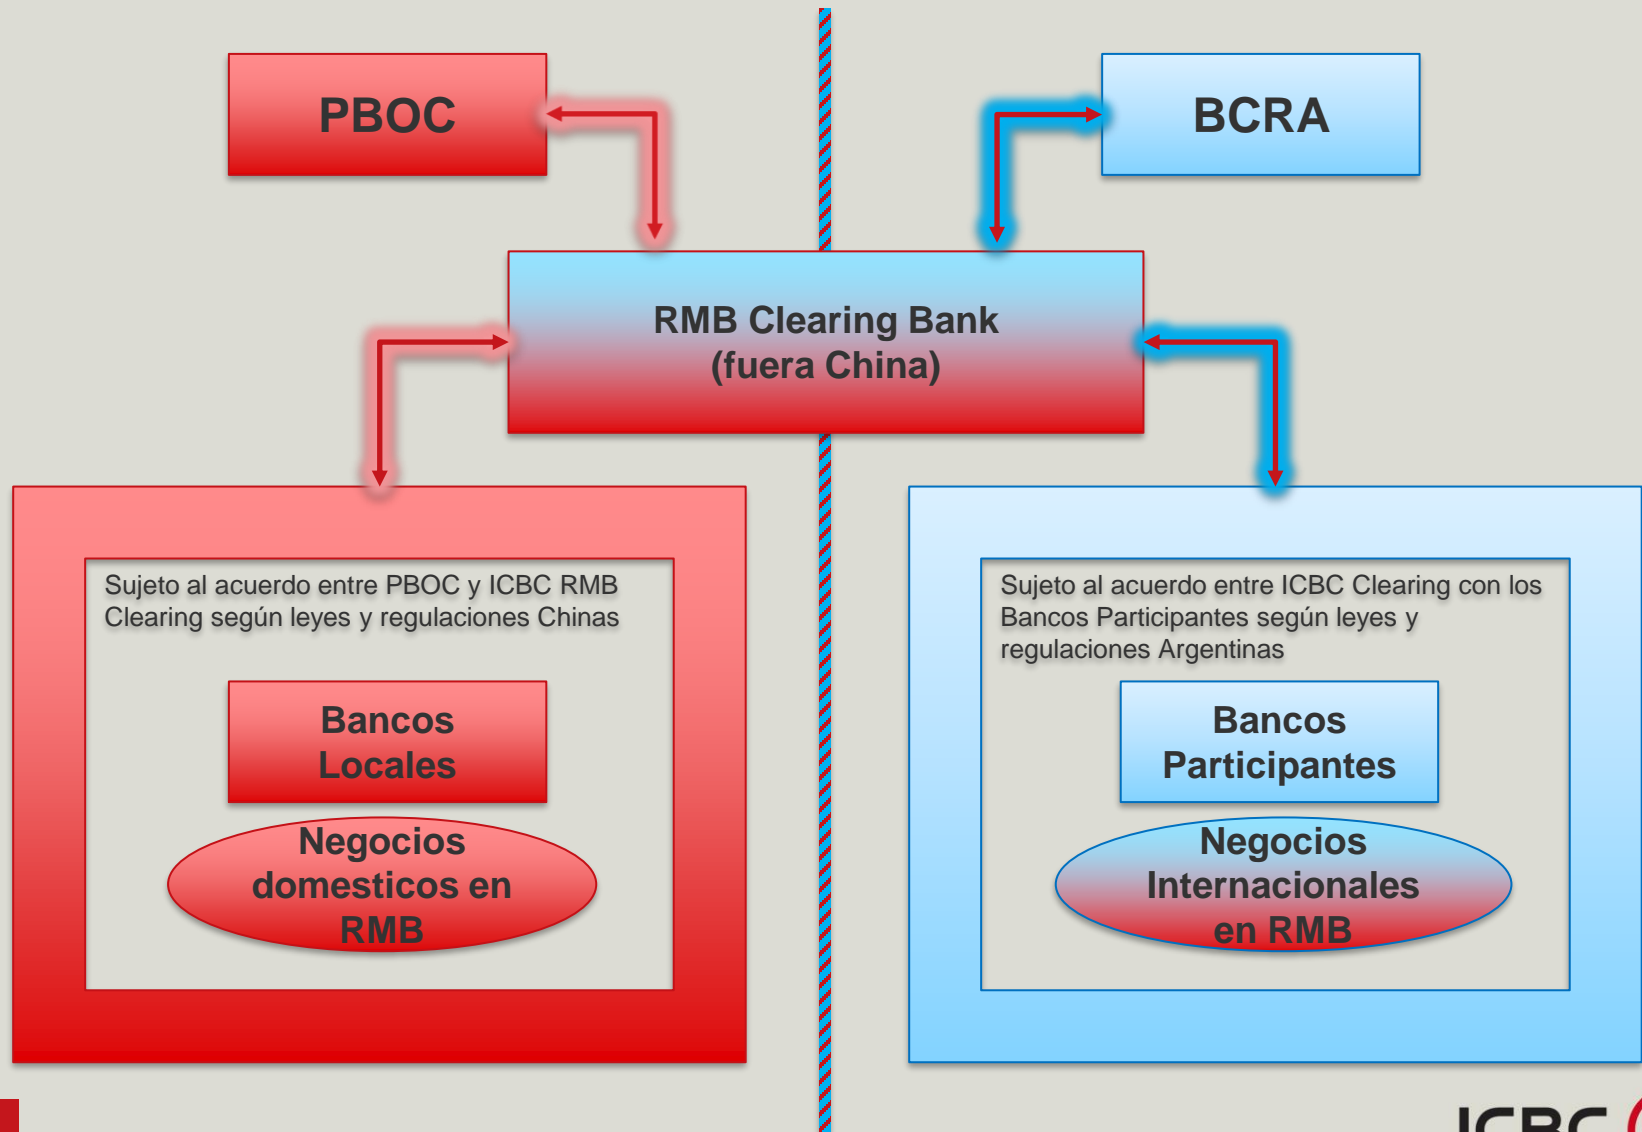 PBOC
BCRA
RMB Clearing Bank
(fuera China)
Sujeto al acuerdo entre PBOC y ICBC RMB
Clearing según leyes y regulaciones Chinas
Bancos
Locales
Negocios
domesticos en
RMB
Sujeto al acuerdo entre ICBC Clearing con los
Bancos Participantes según leyes y
regulaciones Argentinas
Bancos
Participantes
Negocios
Internacionales
en RMB
ICBC